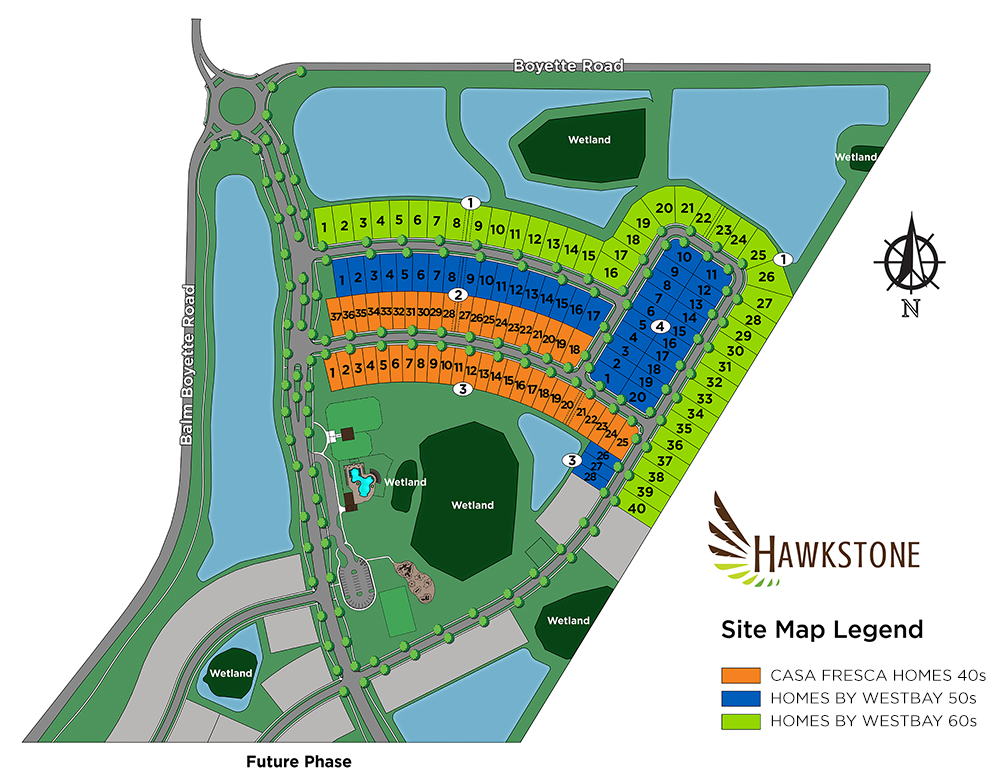 Boyette Road
Wetland
Wetland
1
1 2 3 4 5 6 7 8 9 10 11 12 13 14 15 16 17 18 19 20 21 22 23 24 25 26 27 28 29 30 31 32 33 34 35 36 37 38 39 40
1
1 2 3 4 5 6 7 8 9 10 11 12 13 14 15 16 17
2
37 36 35 34 33 32 31 30 29 28 27 26 25 24 23 22 21 20 19 18
1 2 3 4 5 6 7 8 9 10 11 12 13 14 15 16 17 18 19 20 21 22 23 24 25 26 27 28
3
3
4
1 2 3 4 5 6 7 8 9 10 11 12 13 14 15 16 17 18 19 20
Balm Boyette Road
N
Wetland
Wetland
Wetland
Wetland
HAWKSTONE
Site Map Legend
CASA FRESCA HOMES 40s
HOMES BY WESTBAY 50s
HOMES BY WESTBAY 60s
Future Phase